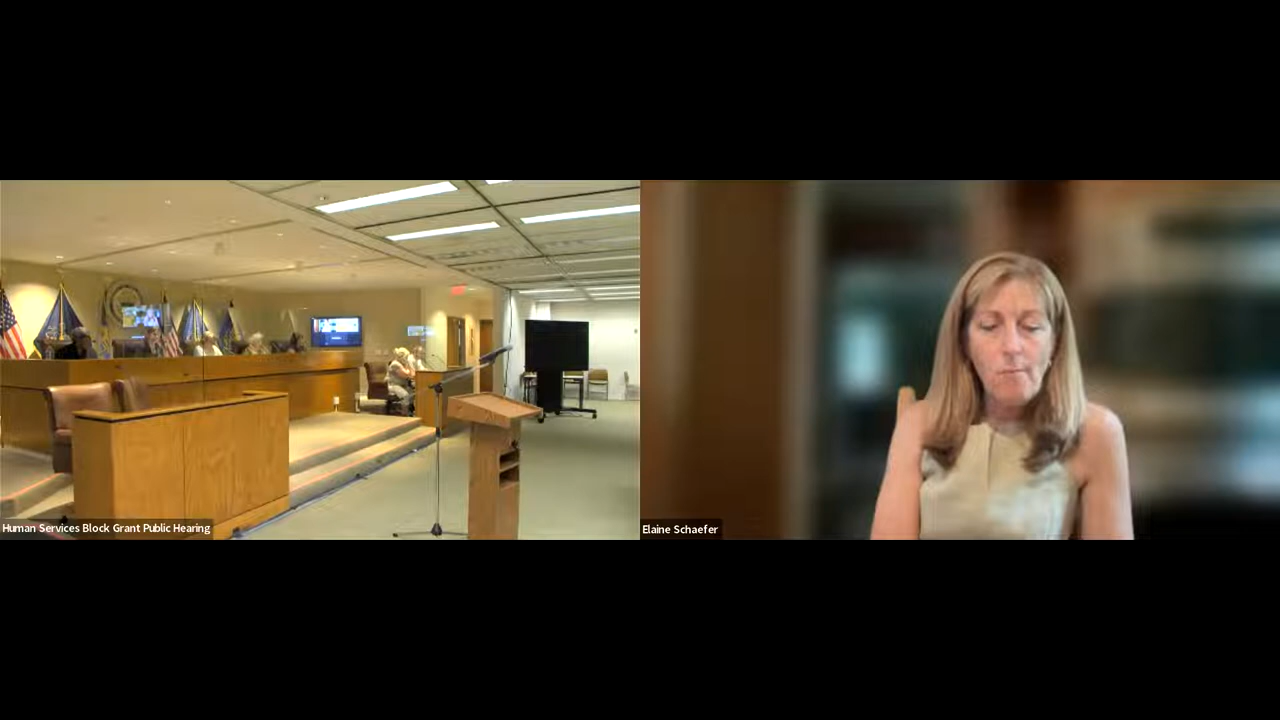 Human Services Block Grant Public Hearing
Elaine Schaefer